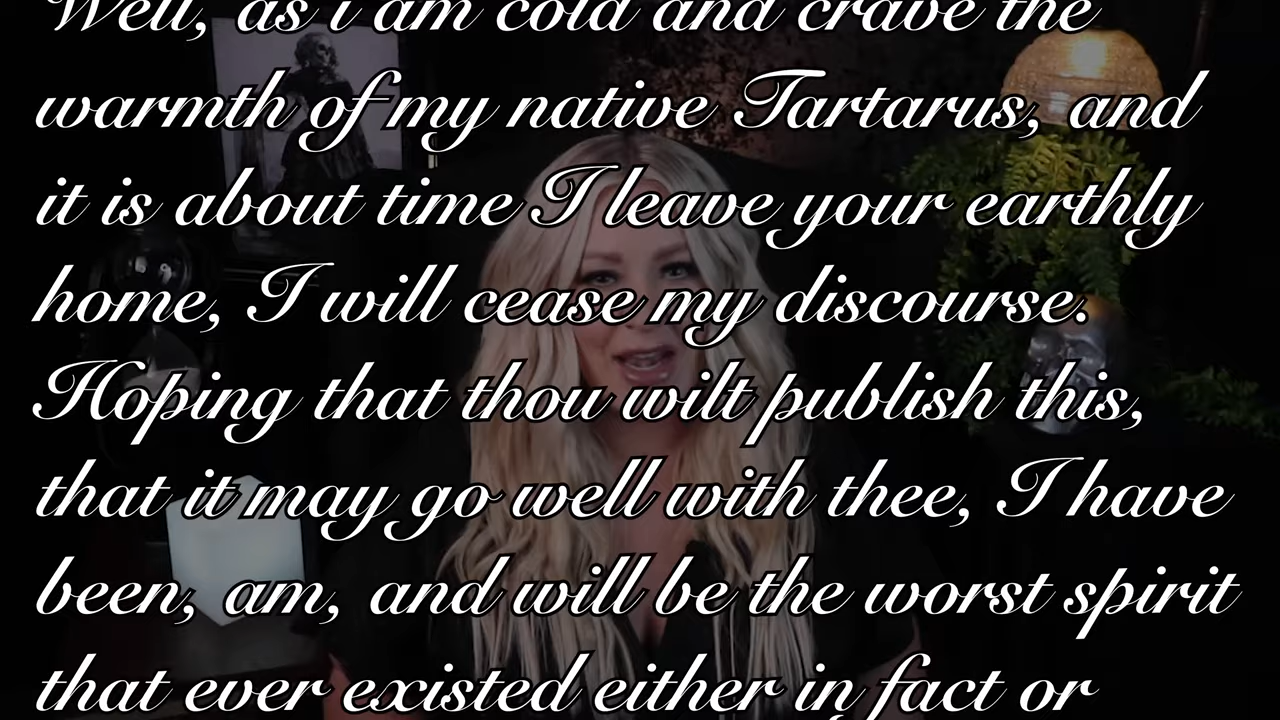 Well, as i am cold and crave the
warmth of my native Tartarus, and
it is about time I leave your earthly
home, I will cease my discourse.
Hoping that thou wilt publish this,
that it may go well with thee, I have
been, am, and will be the worst spirit
that ever existed either in fact or